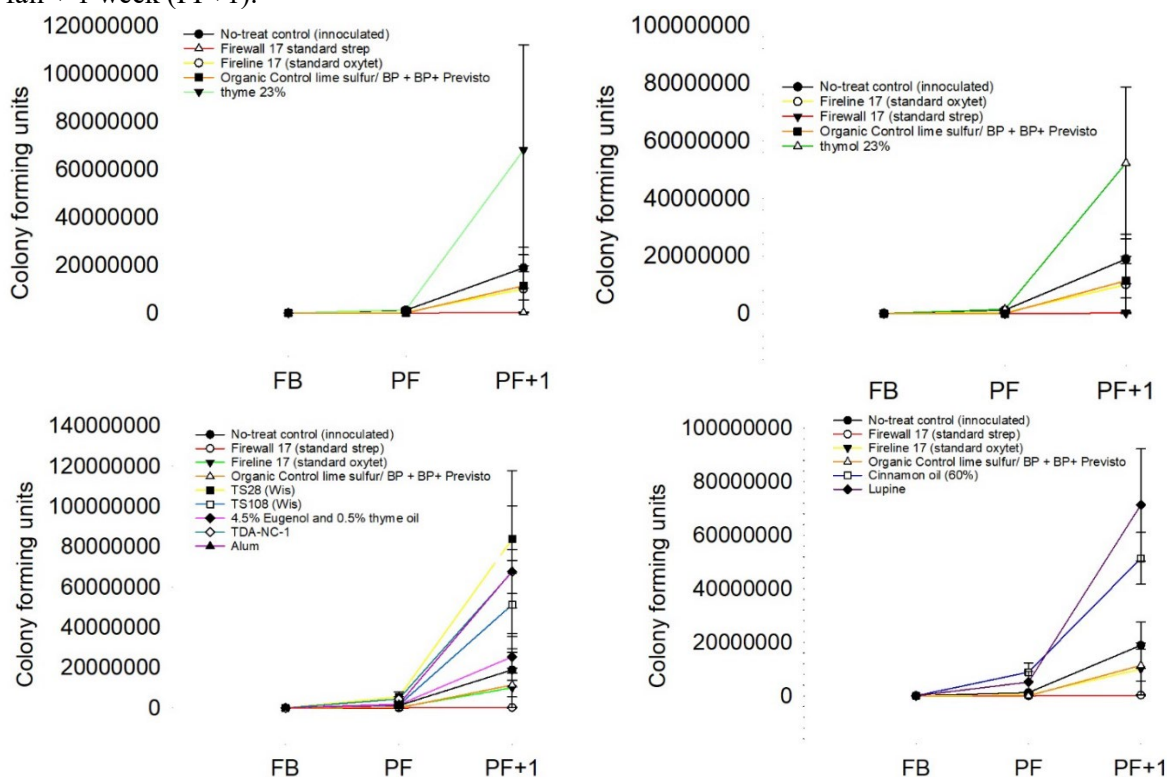 fall + 1 week (PF+1).
120000000
100000000
80000000
60000000
40000000
20000000
0
Colony forming units
No-treat control (innoculated)
Firewall 17 standard strep
Fireline 17 (standard oxytet)
Organic Control lime sulfur/ BP + BP+ Previsto
thyme 23%
FB
PF
PF+1
100000000
80000000
60000000
40000000
20000000
0
Colony forming units
No-treat control (innoculated)
Fireline 17 (standard oxytet)
Firewall 17 (standard strep)
Organic Control lime sulfur/ BP + BP+ Previsto
thymol 23%
FB
PF
PF+1
140000000
120000000
100000000
80000000
60000000
40000000
20000000
0
Colony forming units
No-treat control (innoculated)
Firewall 17 (standard strep)
Fireline 17 (standard oxytet)
Organic Control lime sulfur/ BP + BP+ Previsto
TS28 (Wis)
TS108 (Wis)
4.5% Eugenol and 0.5% thyme oil
TDA-NC-1
Alum
FB
PF
PF+1
100000000
80000000
60000000
40000000
20000000
0
Colony forming units
No-treat control (innoculated)
Firewall 17 (standard strep)
Fireline 17 (standard oxytet)
Organic Control lime sulfur/ BP + BP+ Previsto
Cinnamon oil (60%)
Lupine
FB
PF
PF+1